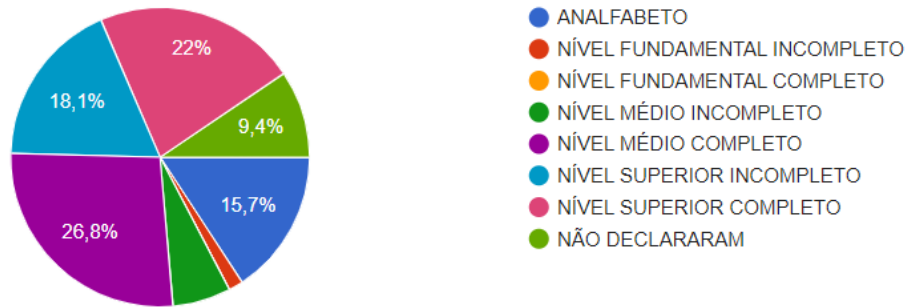 22%
18,1%
9,4%
15,7%
26,8%
ANALFABETO
NÍVEL FUNDAMENTAL INCOMPLETO
NÍVEL FUNDAMENTAL COMPLETO
NÍVEL MÉDIO INCOMPLETO
NÍVEL MÉDIO COMPLETO
NÍVEL SUPERIOR INCOMPLETO
NÍVEL SUPERIOR COMPLETO
NÃO DECLARARAM